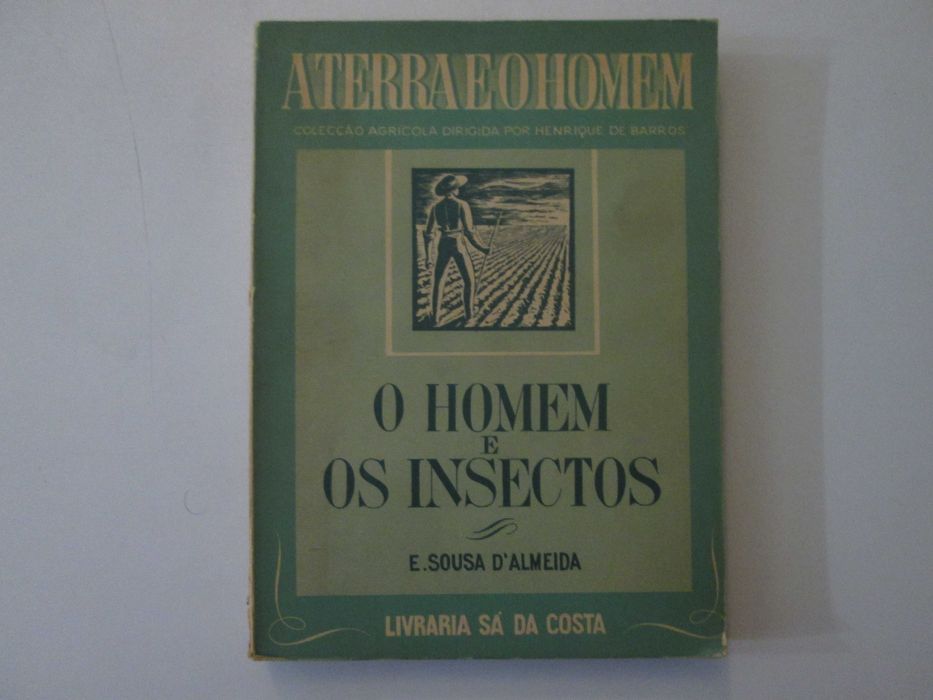 A TERRA E O HOMEM
COLECÇÃO AGRÍCOLA DIRIGIDA POR HENRIQUE DE BARROS
O HOMEM
E
OS INSECTOS
E. SOUSA D'ALMEIDA
LIVRARIA SÁ DA COSTA